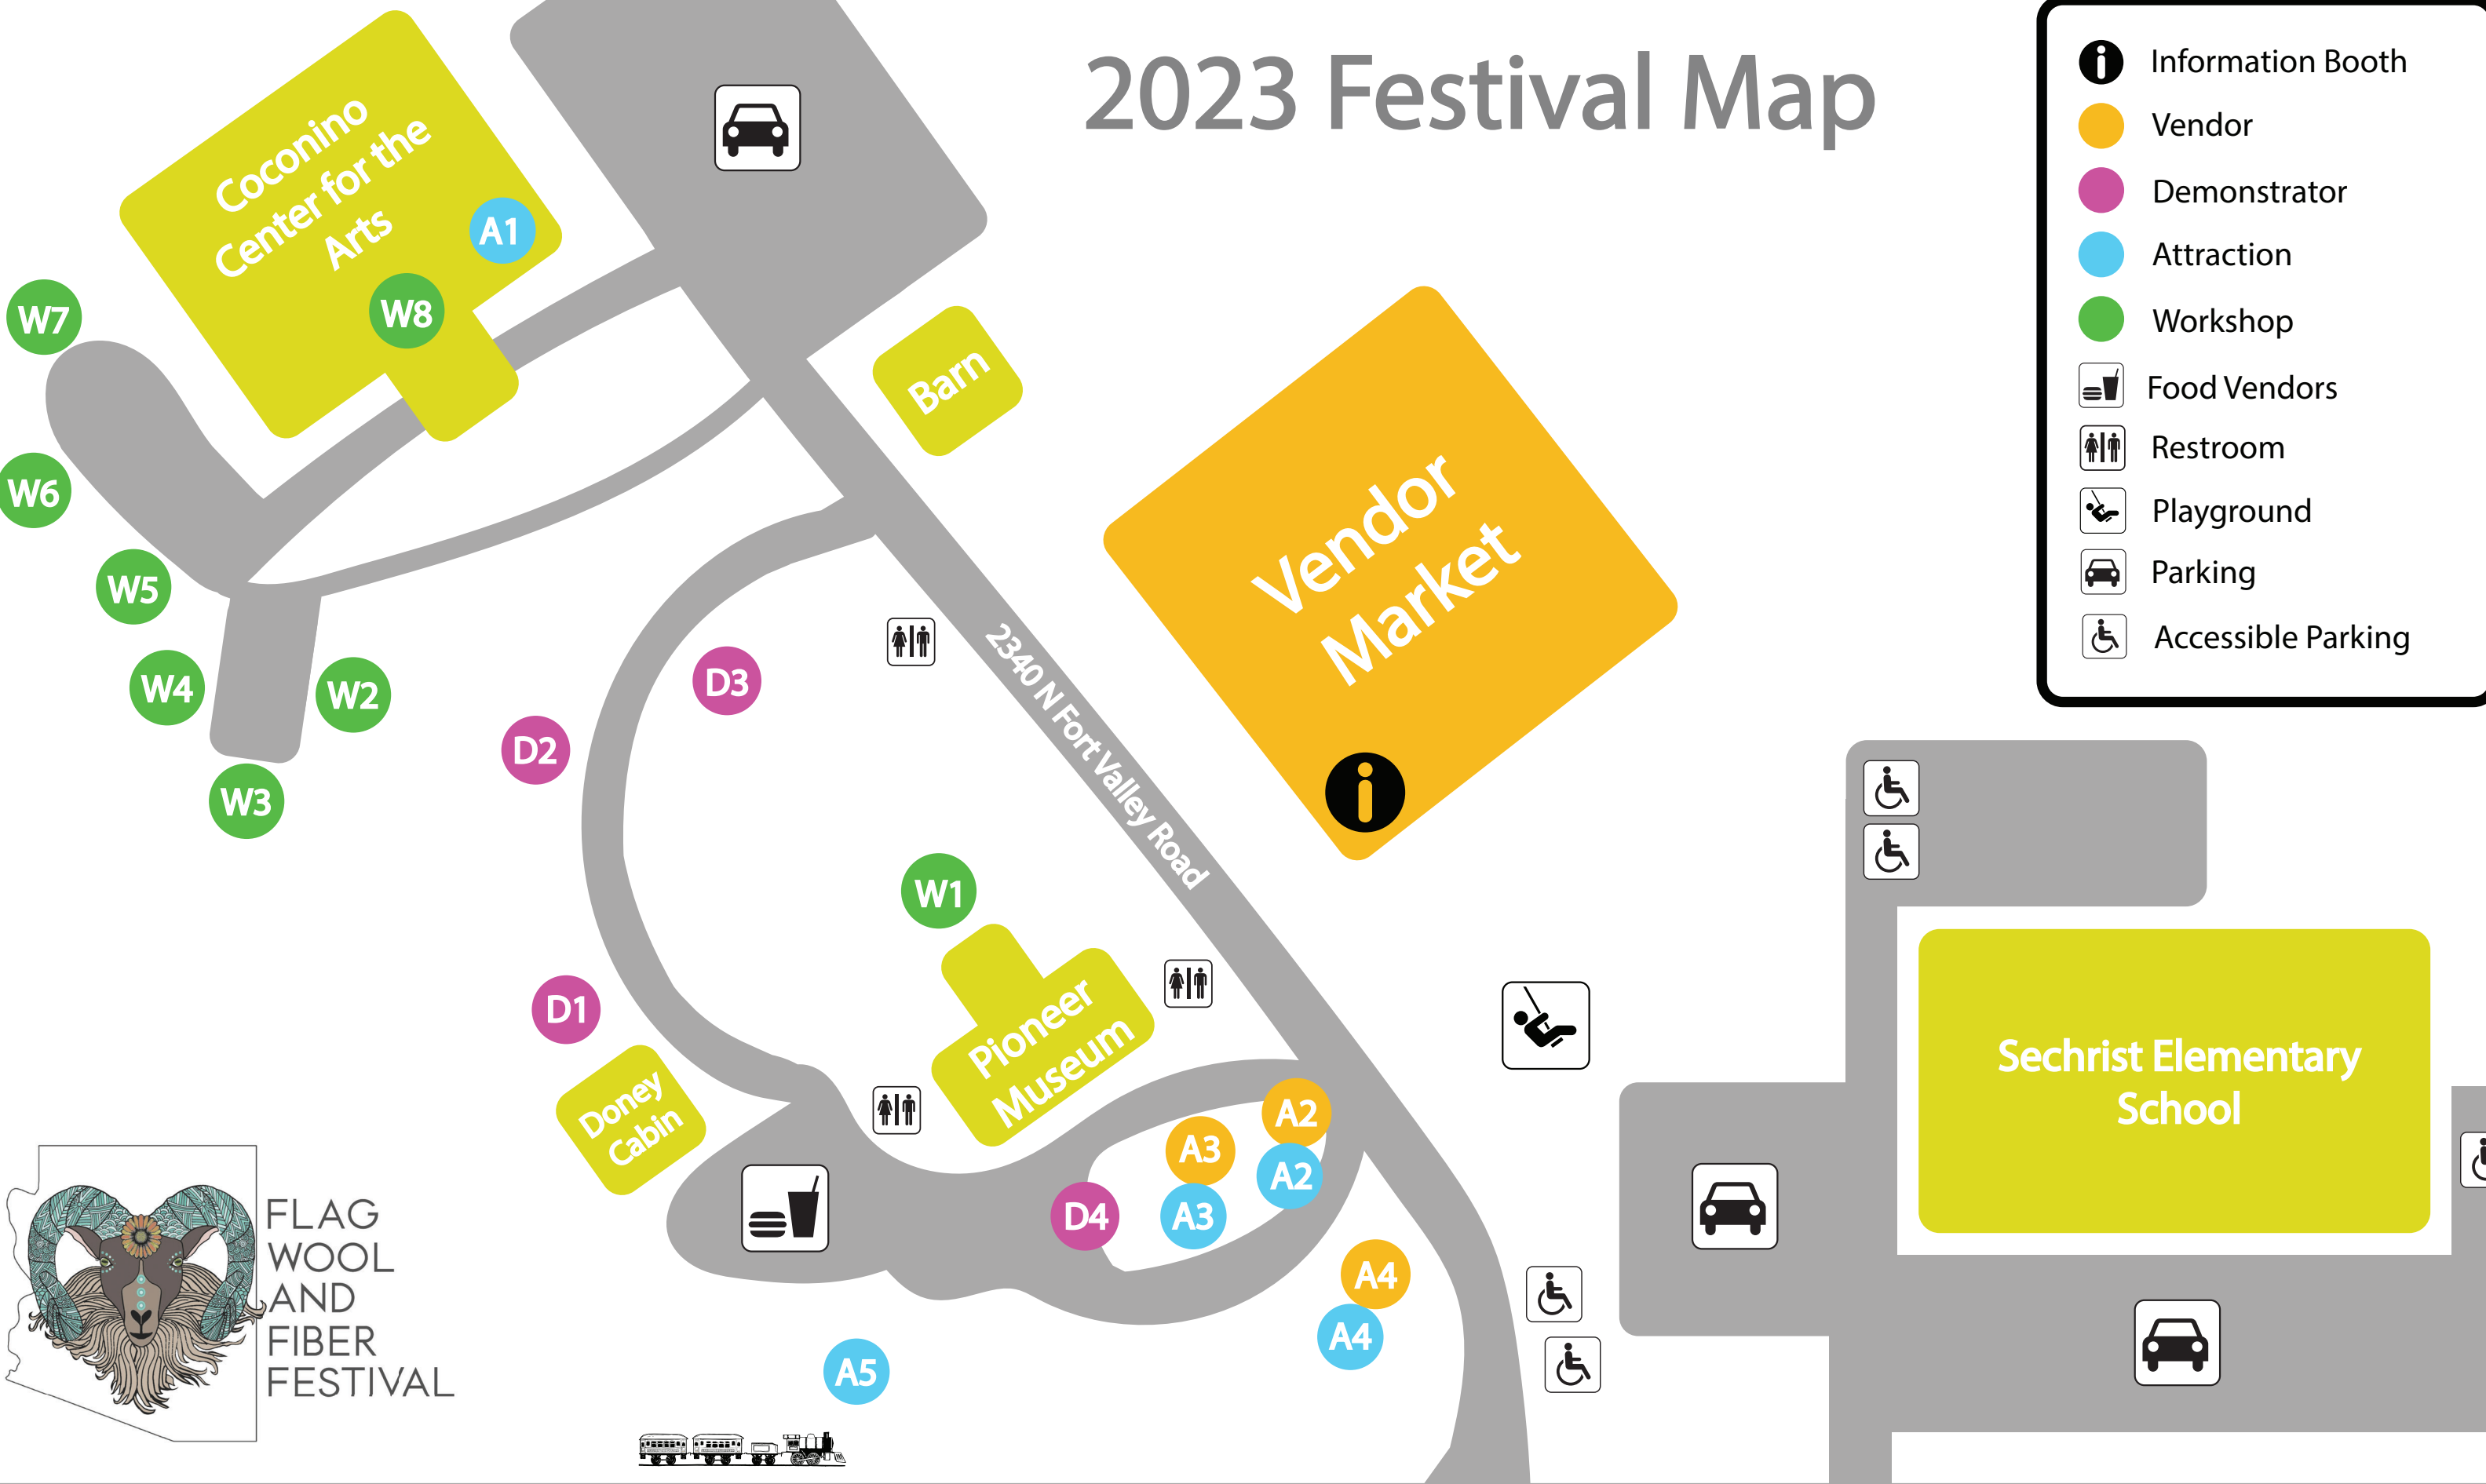 2023 Festival Map
Information Booth
Vendor
Demonstrator
Attraction
Workshop
Food Vendors
Restroom
Playground
Parking
Accessible Parking
Coconino
Center for the
Arts
A1
W8
W7
W6
W5
W4
W2
W3
Barn
Vendor
Market
2340 N Fort Valley Road
D3
D2
W1
D1
Pioneer
Museum
Doney
Cabin
A2
A3
A2
A3
D4
A4
A4
A5
Sechrist Elementary
School
FLAG
WOOL
AND
FIBER
FESTIVAL